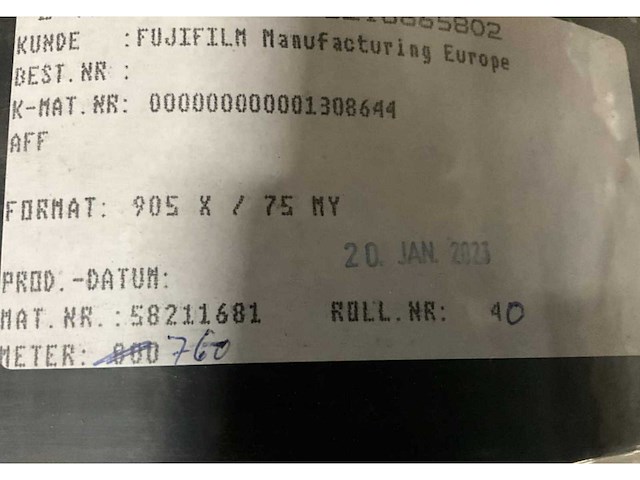 KUNDE :FUJIFILM Manufacturing Europe
BEST.NR :
K-MAT.NR: 000000000001308644
AFF
FORMAT: 905 X / 75 MY
20. JAN. 2023
PROD.-DATUM:
MAT.NR.:58211681 ROLL.NR: 40
METER: 000 760